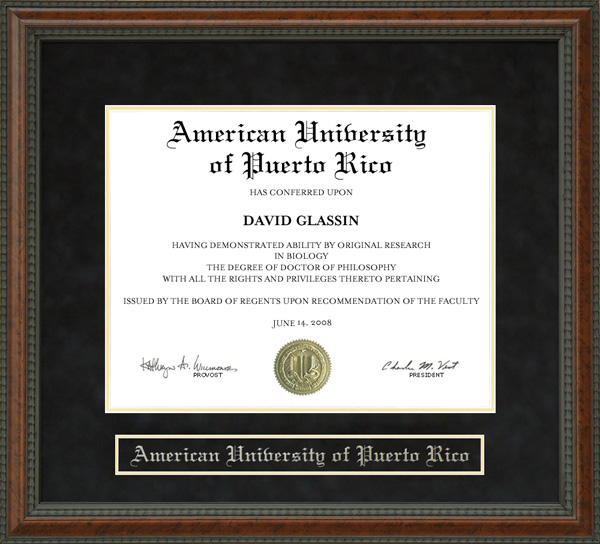 American University
of Puerto Rico
HAS CONFERRED UPON
DAVID GLASSIN
HAVING DEMONSTRATED ABILITY BY ORIGINAL RESEARCH
IN BIOLOGY
THE DEGREE OF DOCTOR OF PHILOSOPHY
WITH ALL THE RIGHTS AND PRIVILEGES THERETO PERTAINING
ISSUED BY THE BOARD OF REGENTS UPON RECOMMENDATION OF THE FACULTY
JUNE 14, 2008
Charles M. Vest
PROVOST
PRESIDENT
American University of Puerto Rico